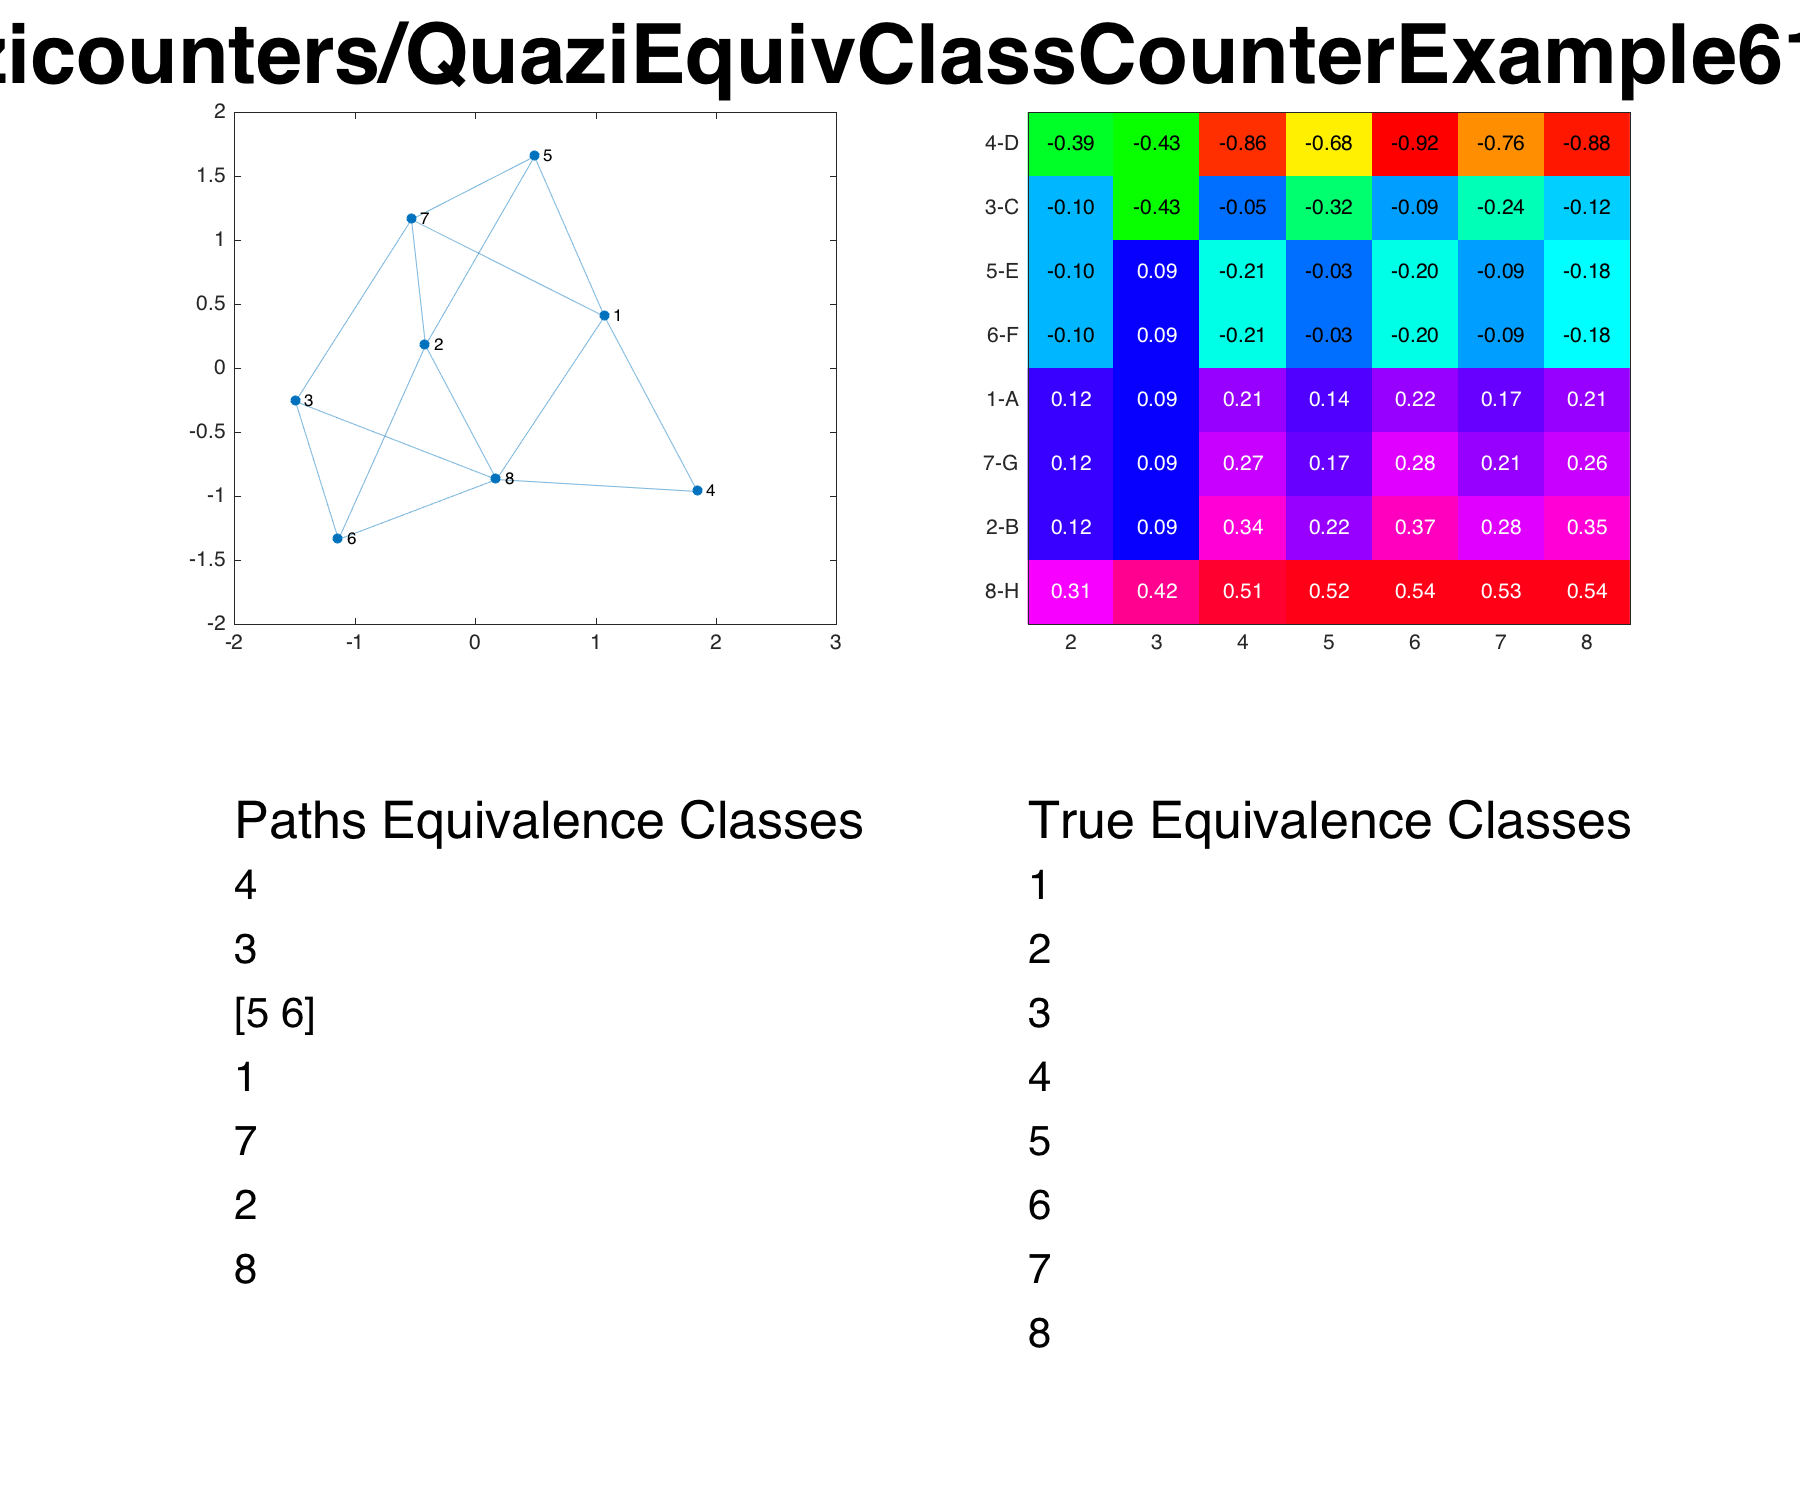 zicounters/QuaziEquivClassCounterExample61
2
1.5
1
0.5
0
-0.5
-1
-1.5
-2
-2 -1 0 1 2 3
5
7
1
2
3
8
4
6
4-D -0.39 -0.43 -0.86 -0.68 -0.92 -0.76 -0.88
3-C -0.10 -0.43 -0.05 -0.32 -0.09 -0.24 -0.12
5-E -0.10 0.09 -0.21 -0.03 -0.20 -0.09 -0.18
6-F -0.10 0.09 -0.21 -0.03 -0.20 -0.09 -0.18
1-A 0.12 0.09 0.21 0.14 0.22 0.17 0.21
7-G 0.12 0.09 0.27 0.17 0.28 0.21 0.26
2-B 0.12 0.09 0.34 0.22 0.37 0.28 0.35
8-H 0.31 0.42 0.51 0.52 0.54 0.53 0.54
2 3 4 5 6 7 8
Paths Equivalence Classes
4
3
[5 6]
1
7
2
8
True Equivalence Classes
1
2
3
4
5
6
7
8